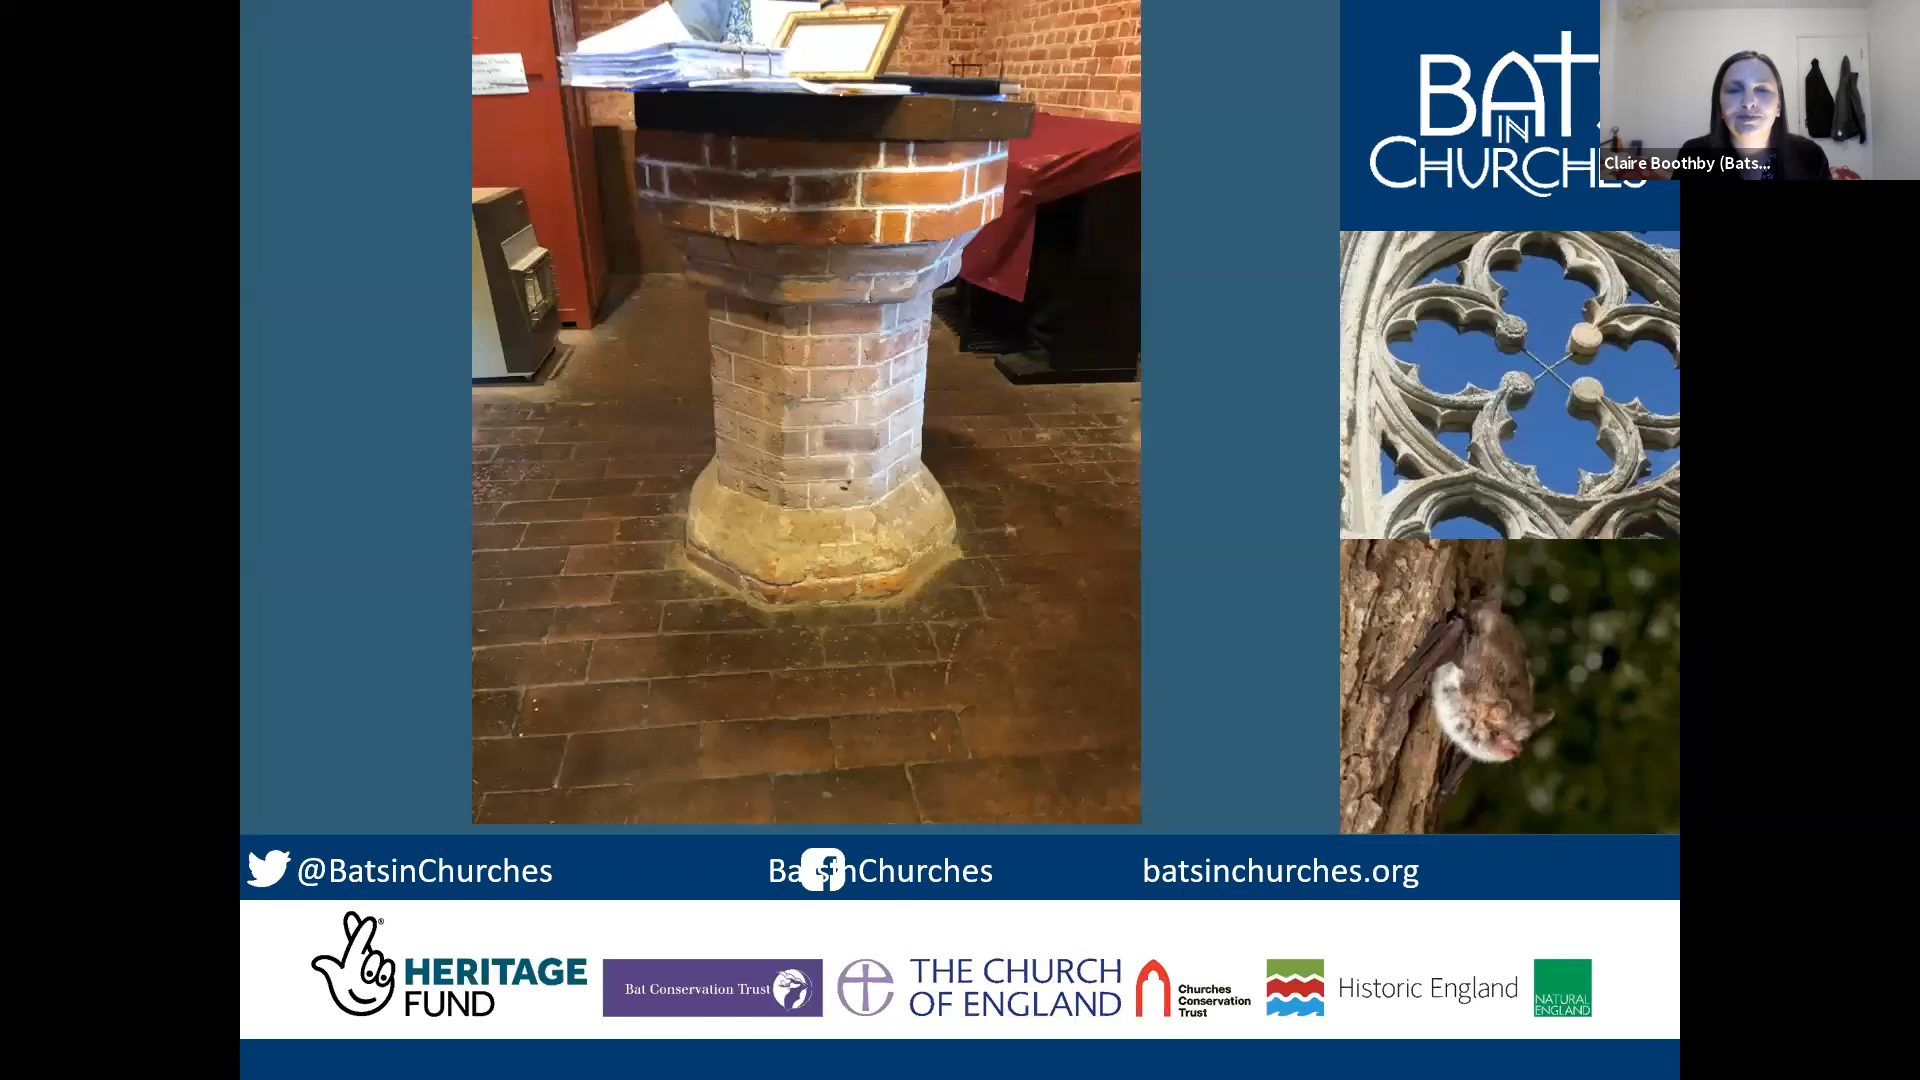 BATS
IN
CHURCHES
Claire Boothby (Bats...
@BatsinChurches
BatsinChurches
batsinchurches.org
HERITAGE
FUND
Bat Conservation Trust
THE CHURCH
OF ENGLAND
Churches
Conservation
Trust
Historic England
NATURAL
ENGLAND